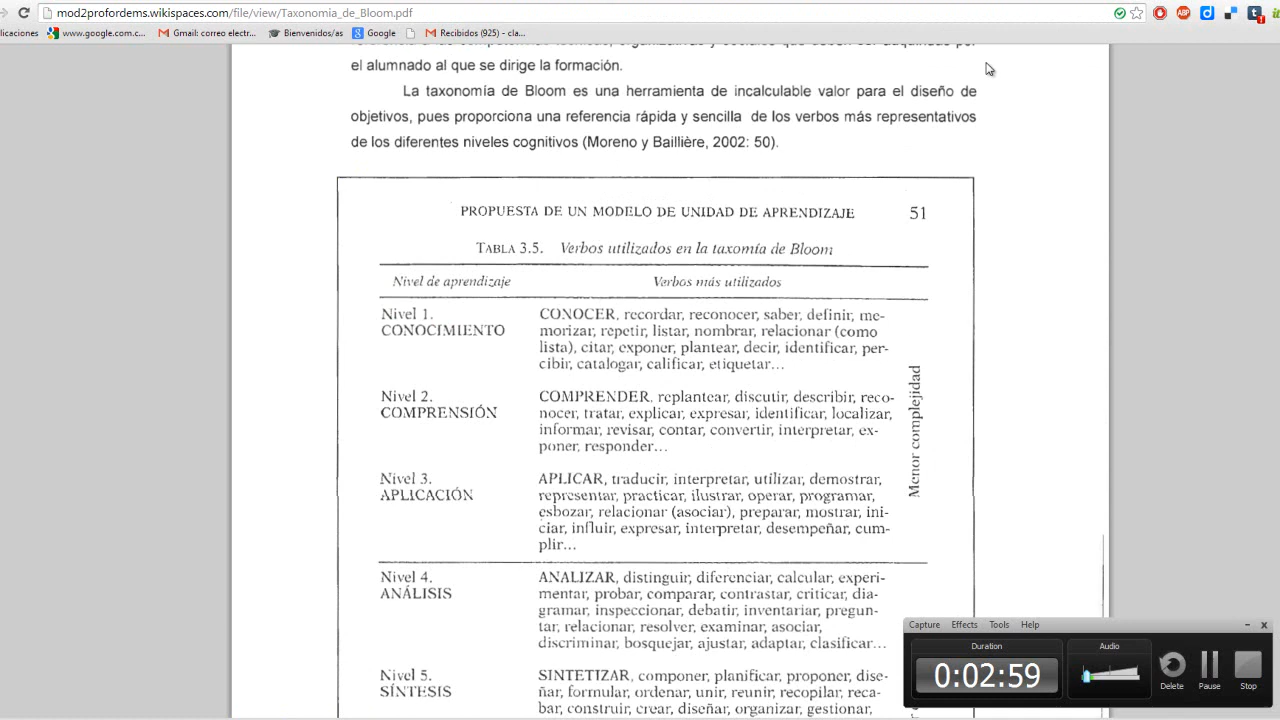 mod2profordems.wikispaces.com/file/view/Taxonomia_de_Bloom.pdf
licaciones www.google.com.c... Gmail: correo electr... Bienvenidos/as Google Recibidos (925) - cla...
el alumnado al que se dirige la formación.
La taxonomía de Bloom es una herramienta de incalculable valor para el diseño de
objetivos, pues proporciona una referencia rápida y sencilla de los verbos más representativos
de los diferentes niveles cognitivos (Moreno y Baillière, 2002: 50).
PROPUESTA DE UN MODELO DE UNIDAD DE APRENDIZAJE 51
TABLA 3.5. Verbos utilizados en la taxomía de Bloom
Nivel de aprendizaje Verbos más utilizados
Nivel 1. CONOCER, recordar, reconocer, saber, definir, me-
CONOCIMIENTO morizar, repetir, listar, nombrar, relacionar (como
lista), citar, exponer, plantear, decir, identificar, per-
cibir, catalogar, calificar, etiquetar...
Nivel 2. COMPRENDER, replantear, discutir, describir, reco-
COMPRENSIÓN nocer, tratar, explicar, expresar, identificar, localizar,
informar, revisar, contar, convertir, interpretar, ex-
poner, responder...
Nivel 3. APLICAR, traducir, interpretar, utilizar, demostrar,
APLICACIÓN representar, practicar, ilustrar, operar, programar,
esbozar, relacionar (asociar), preparar, mostrar, ini-
ciar, influir, expresar, interpretar, desempeñar, cum-
plir...
Menor complejidad
Nivel 4. ANALIZAR, distinguir, diferenciar, calcular, experi-
ANÁLISIS mentar, probar, comparar, contrastar, criticar, dia-
gramar, inspeccionar, debatir, inventariar, pregun-
tar, relacionar, resolver, examinar, asociar,
discriminar, bosquejar, ajustar, adaptar, clasificar...
Nivel 5. SINTETIZAR, componer, planificar, proponer, dise-
SÍNTESIS ñar, formular, ordenar, unir, reunir, recopilar, reca-
bar, construir, crear, diseñar, organizar, gestionar,
Capture Effects Tools Help
Duration Audio
0:02:59
Delete Pause Stop